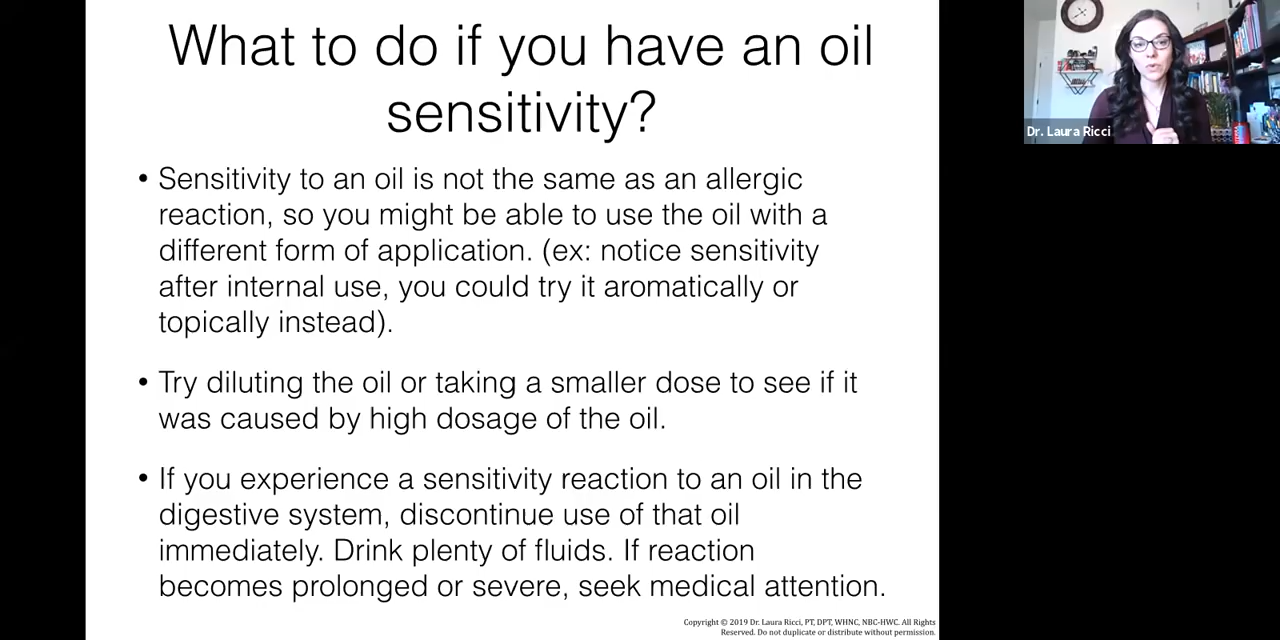 What to do if you have an oil
sensitivity?
Dr. Laura Ricci
• Sensitivity to an oil is not the same as an allergic
reaction, so you might be able to use the oil with a
different form of application. (ex: notice sensitivity
after internal use, you could try it aromatically or
topically instead).
• Try diluting the oil or taking a smaller dose to see if it
was caused by high dosage of the oil.
• If you experience a sensitivity reaction to an oil in the
digestive system, discontinue use of that oil
immediately. Drink plenty of fluids. If reaction
becomes prolonged or severe, seek medical attention.
Copyright © 2019 Dr. Laura Ricci, PT, DPT, WHNC, NBC-HWC. All Rights
Reserved. Do not duplicate or distribute without permission.